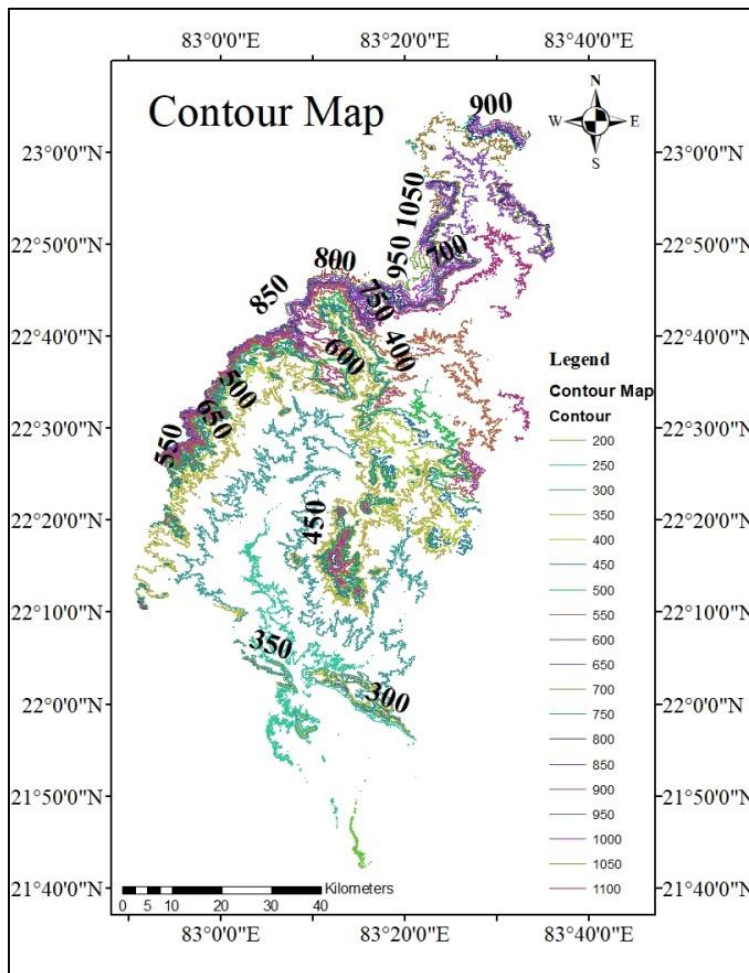 83°0'0"E 83°20'0"E 83°40'0"E
Contour Map
N
W E
S
23°0'0"N
22°50'0"N
22°40'0"N
22°30'0"N
22°20'0"N
22°10'0"N
22°0'0"N
21°50'0"N
21°40'0"N
900
1050
950
700
800
850
750
400
600
500
650
550
450
350
300
Legend
Contour Map
Contour
200
250
300
350
400
450
500
550
600
650
700
750
800
850
900
950
1000
1050
1100
Kilometers
0 5 10 20 30 40
23°0'0"N
22°50'0"N
22°40'0"N
22°30'0"N
22°20'0"N
22°10'0"N
22°0'0"N
21°50'0"N
21°40'0"N
83°0'0"E 83°20'0"E 83°40'0"E